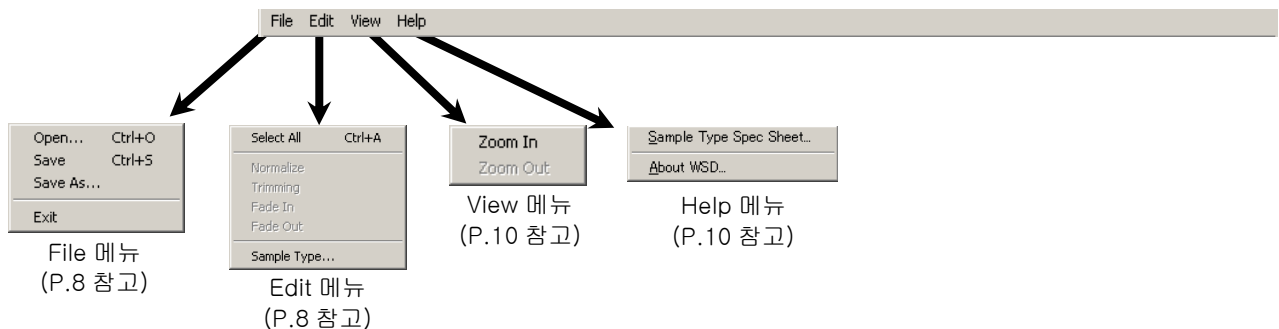 File Edit View Help
Open... Ctrl+O
Save Ctrl+S
Save As...
Exit
File 메뉴
(P.8 참고)
Select All Ctrl+A
Normalize
Trimming
Fade In
Fade Out
Sample Type...
Edit 메뉴
(P.8 참고)
Zoom In
Zoom Out
View 메뉴
(P.10 참고)
Sample Type Spec Sheet...
About WSD...
Help 메뉴
(P.10 참고)